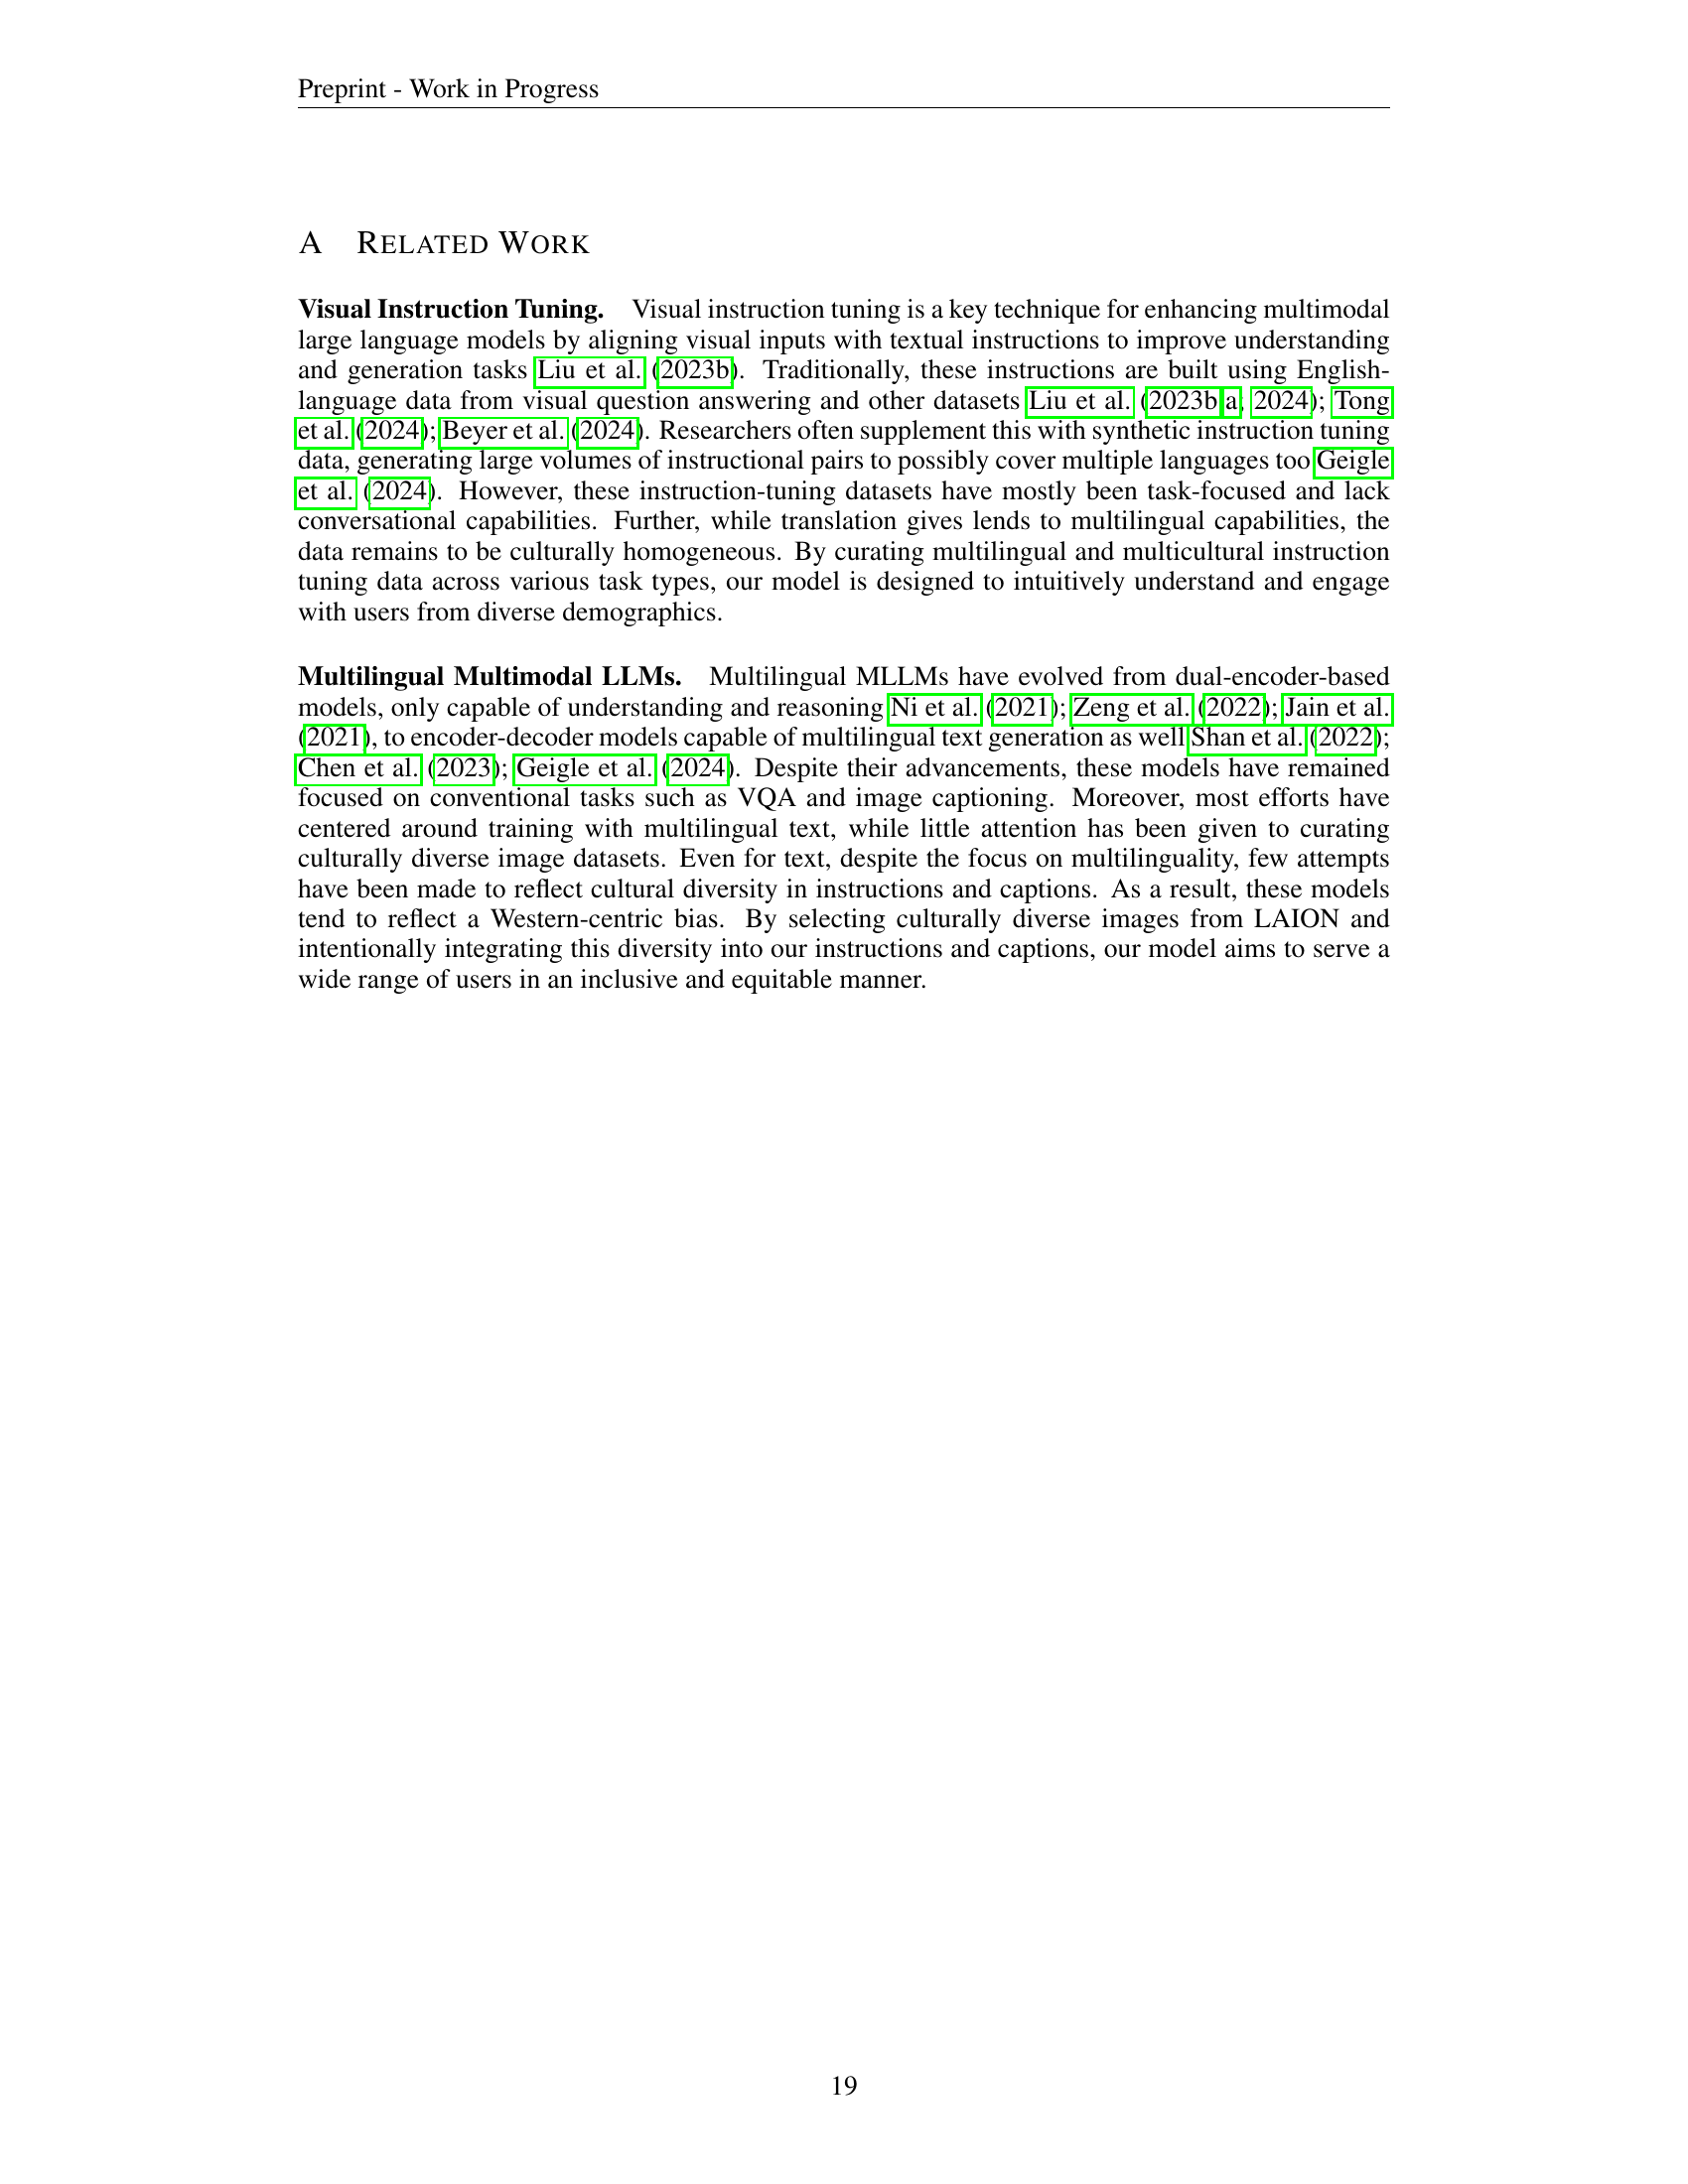 Preprint - Work in Progress
A RELATED WORK
Visual Instruction Tuning. Visual instruction tuning is a key technique for enhancing multimodal
large language models by aligning visual inputs with textual instructions to improve understanding
and generation tasks Liu et al. (2023b). Traditionally, these instructions are built using English-
language data from visual question answering and other datasets Liu et al. (2023b;a; 2024); Tong
et al. (2024); Beyer et al. (2024). Researchers often supplement this with synthetic instruction tuning
data, generating large volumes of instructional pairs to possibly cover multiple languages too Geigle
et al. (2024). However, these instruction-tuning datasets have mostly been task-focused and lack
conversational capabilities. Further, while translation gives lends to multilingual capabilities, the
data remains to be culturally homogeneous. By curating multilingual and multicultural instruction
tuning data across various task types, our model is designed to intuitively understand and engage
with users from diverse demographics.
Multilingual Multimodal LLMs. Multilingual MLLMs have evolved from dual-encoder-based
models, only capable of understanding and reasoning Ni et al. (2021); Zeng et al. (2022); Jain et al.
(2021), to encoder-decoder models capable of multilingual text generation as well Shan et al. (2022);
Chen et al. (2023); Geigle et al. (2024). Despite their advancements, these models have remained
focused on conventional tasks such as VQA and image captioning. Moreover, most efforts have
centered around training with multilingual text, while little attention has been given to curating
culturally diverse image datasets. Even for text, despite the focus on multilinguality, few attempts
have been made to reflect cultural diversity in instructions and captions. As a result, these models
tend to reflect a Western-centric bias. By selecting culturally diverse images from LAION and
intentionally integrating this diversity into our instructions and captions, our model aims to serve a
wide range of users in an inclusive and equitable manner.
19